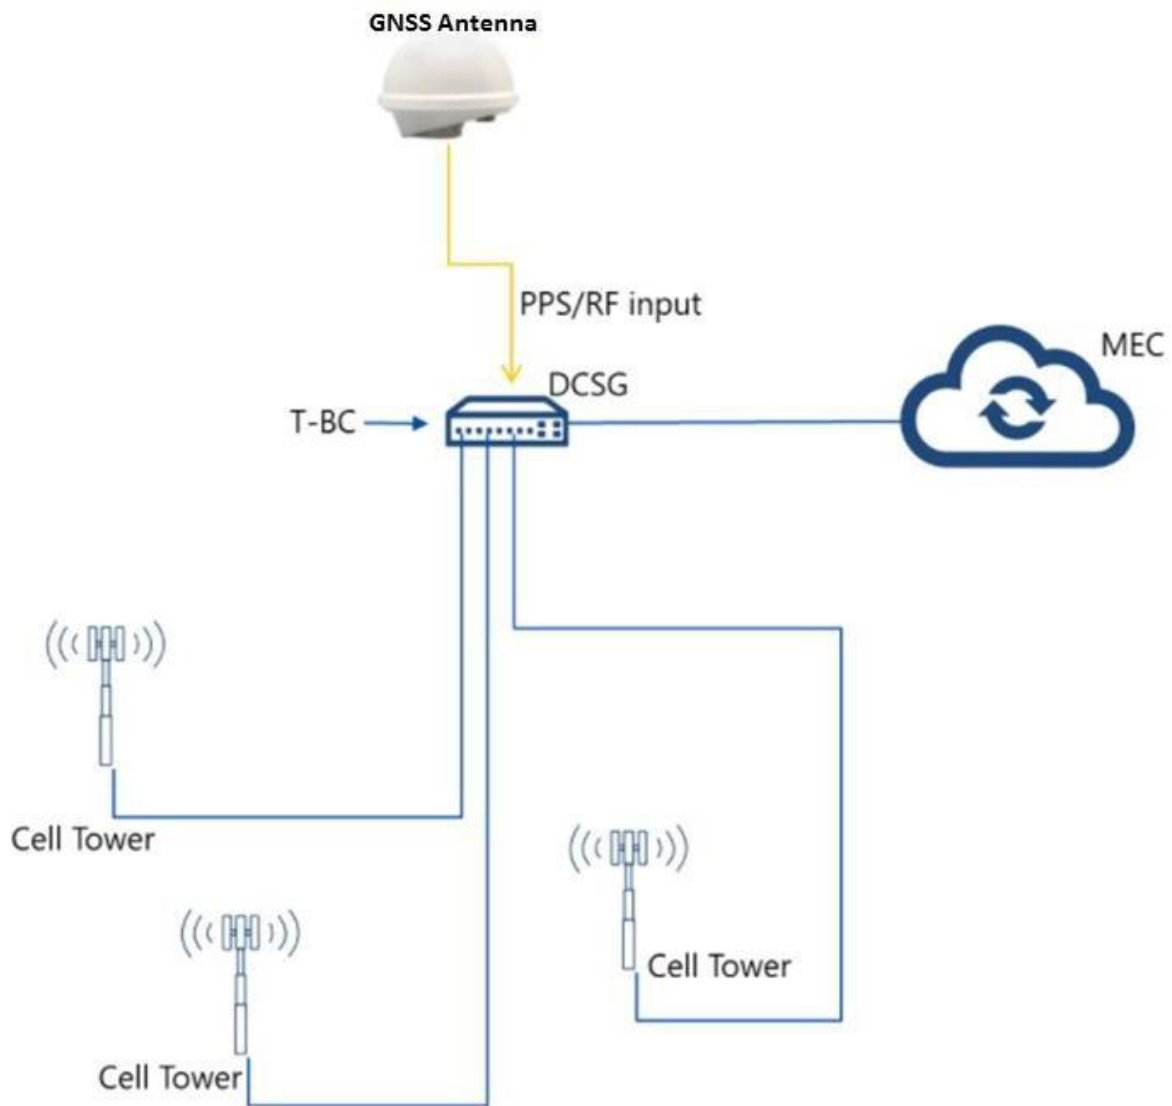 GNSS Antenna
PPS/RF input
DCSG
MEC
T-BC
Cell Tower
Cell Tower
Cell Tower